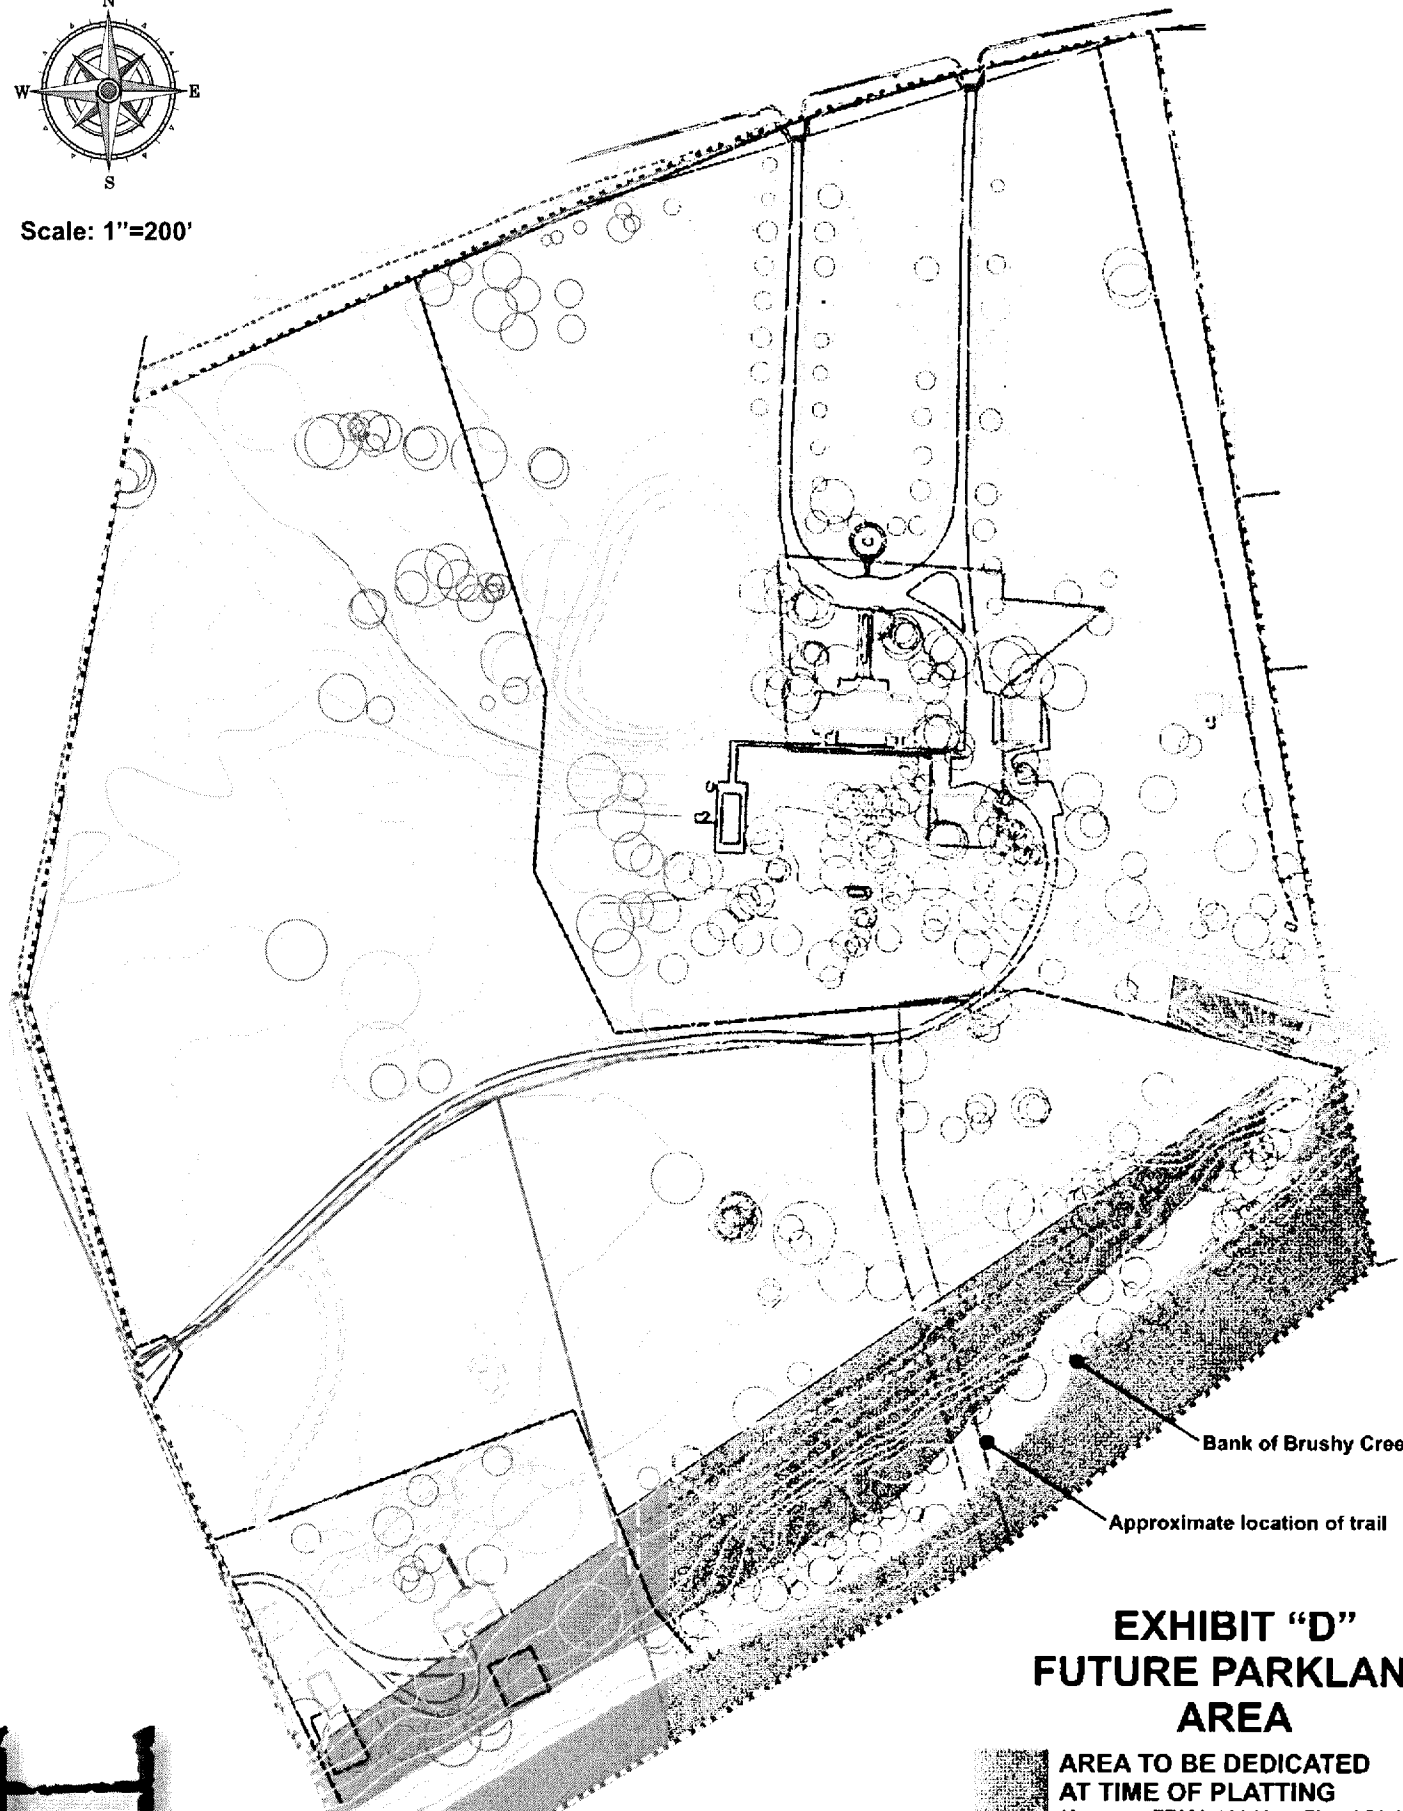 N
W E
S
Scale: 1"=200'
Bank of Brushy Cree
Approximate location of trail
EXHIBIT “D”
FUTURE PARKLAN
AREA
AREA TO BE DEDICATED
AT TIME OF PLATTING